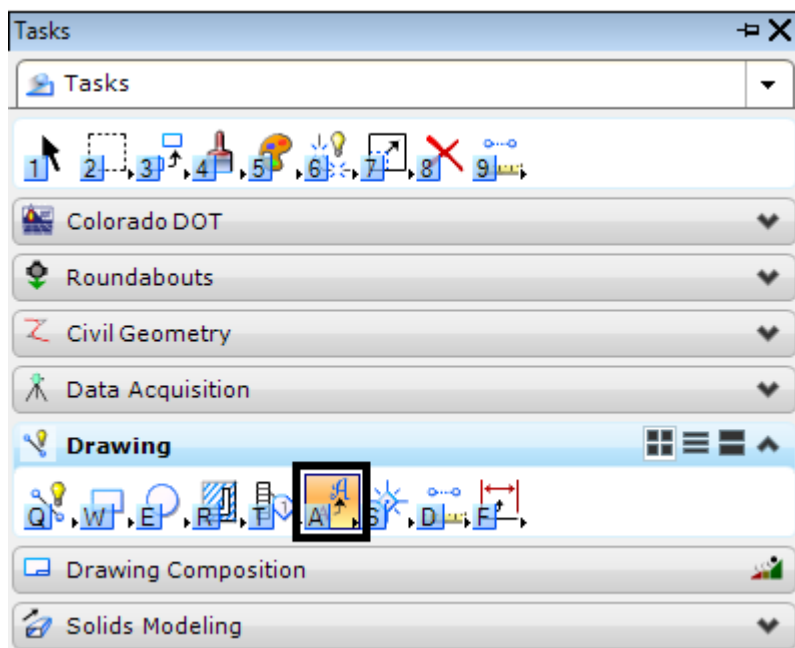 Tasks
Tasks
1 2 3 4 5 6 7 8 9
Colorado DOT
Roundabouts
Civil Geometry
Data Acquisition
Drawing
Q W E R T A S D F
Drawing Composition
Solids Modeling